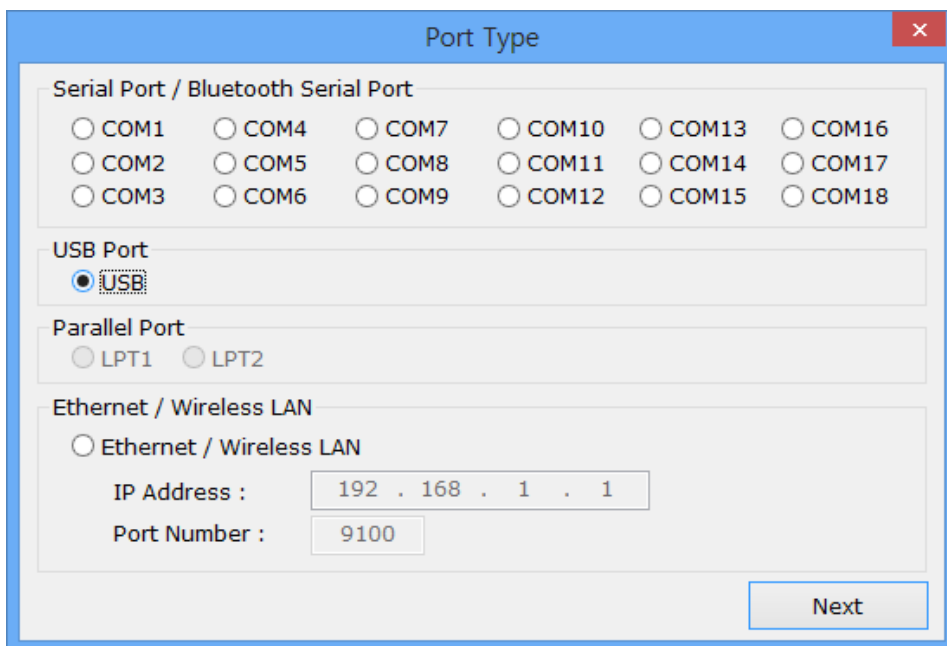 Port Type
Serial Port / Bluetooth Serial Port
COM1 COM4 COM7 COM10 COM13 COM16
COM2 COM5 COM8 COM11 COM14 COM17
COM3 COM6 COM9 COM12 COM15 COM18
USB Port
USB
Parallel Port
LPT1 LPT2
Ethernet / Wireless LAN
Ethernet / Wireless LAN
IP Address : 192 . 168 . 1 . 1
Port Number : 9100
Next